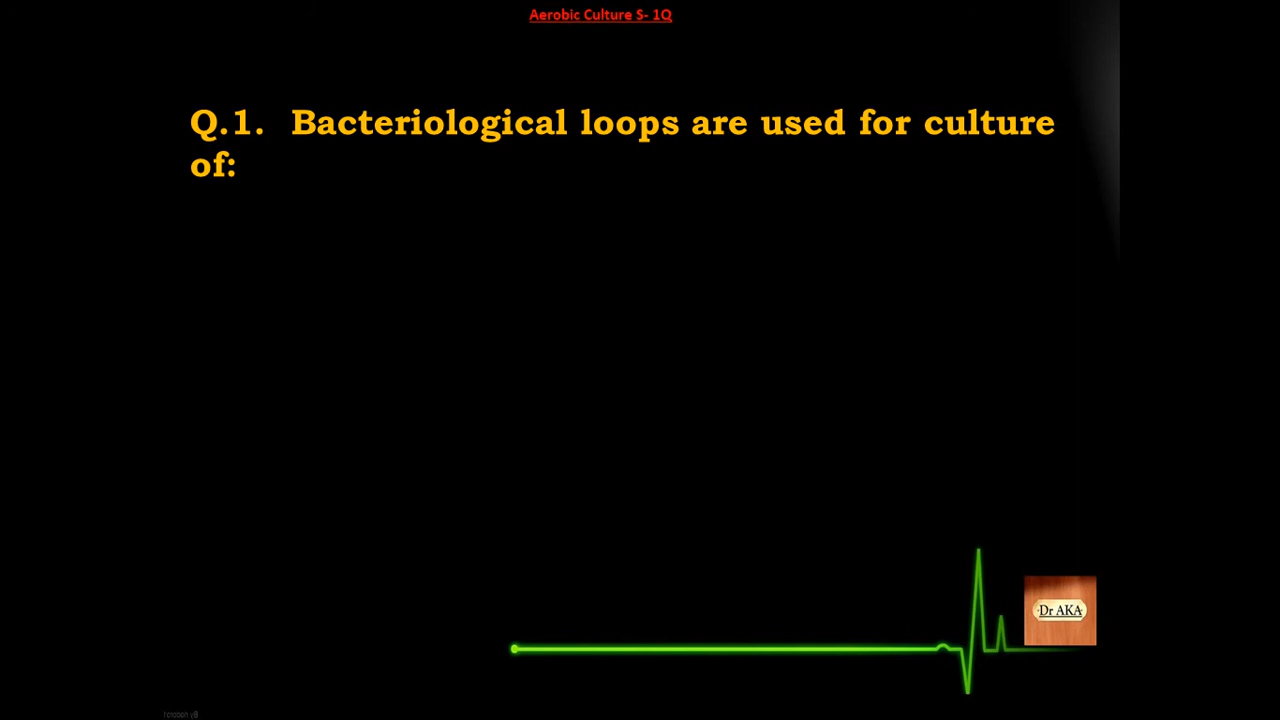 Aerobic Culture S- 1Q
Q.1. Bacteriological loops are used for culture
of:
Dr AKA